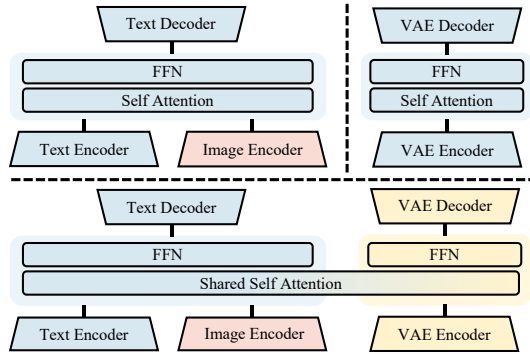 Text Decoder
FFN
Self Attention
Text Encoder
Image Encoder
VAE Decoder
FFN
Self Attention
VAE Encoder
Text Decoder
VAE Decoder
FFN
FFN
Shared Self Attention
Text Encoder
Image Encoder
VAE Encoder